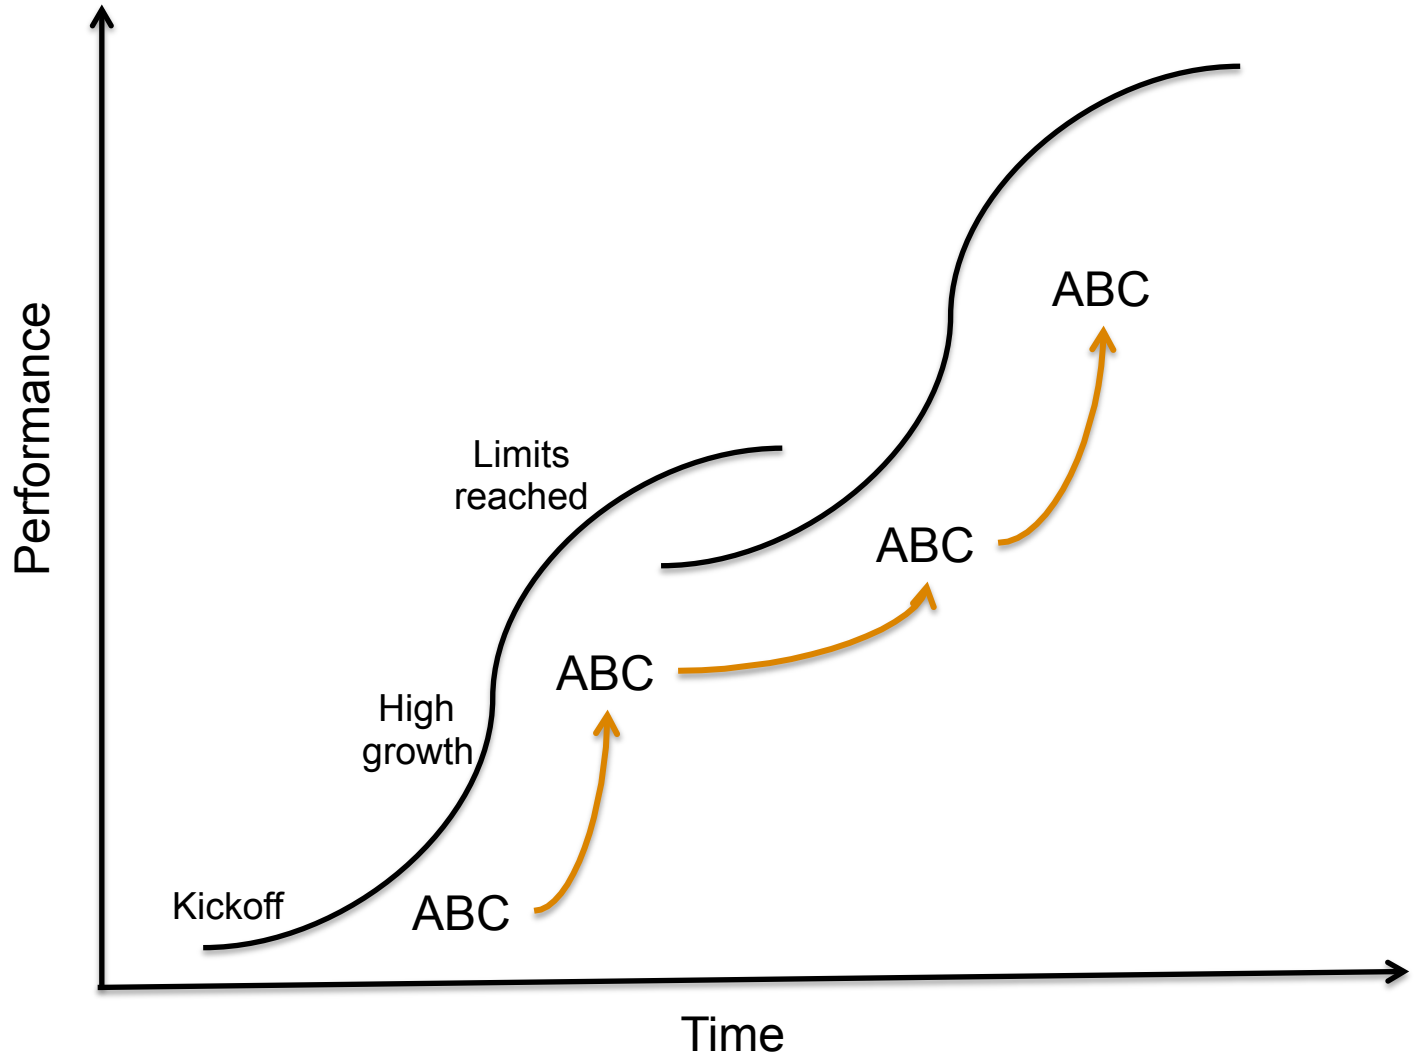 Performance
ABC
Limits
reached
ABC
ABC
High
growth
Kickoff
ABC
Time